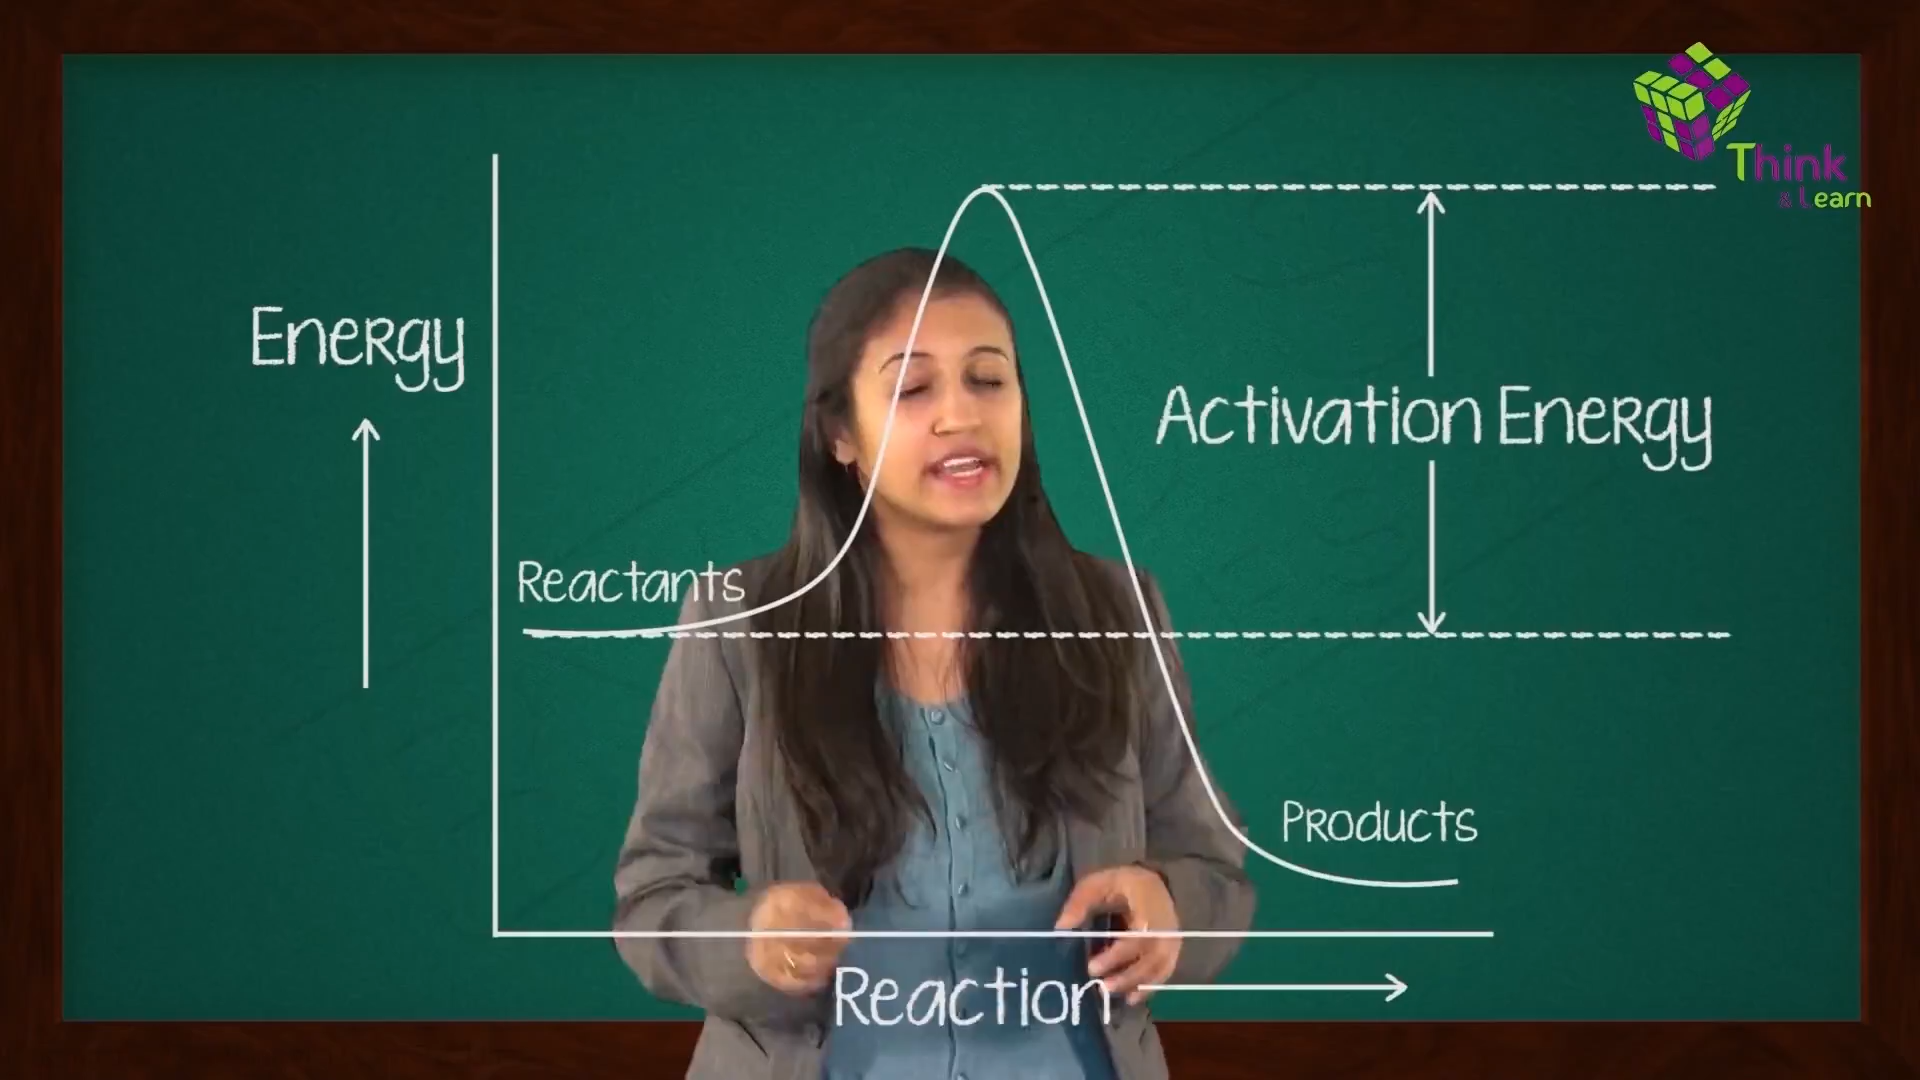 Think
& Learn
Energy
Activation Energy
Reactants
Products
Reaction